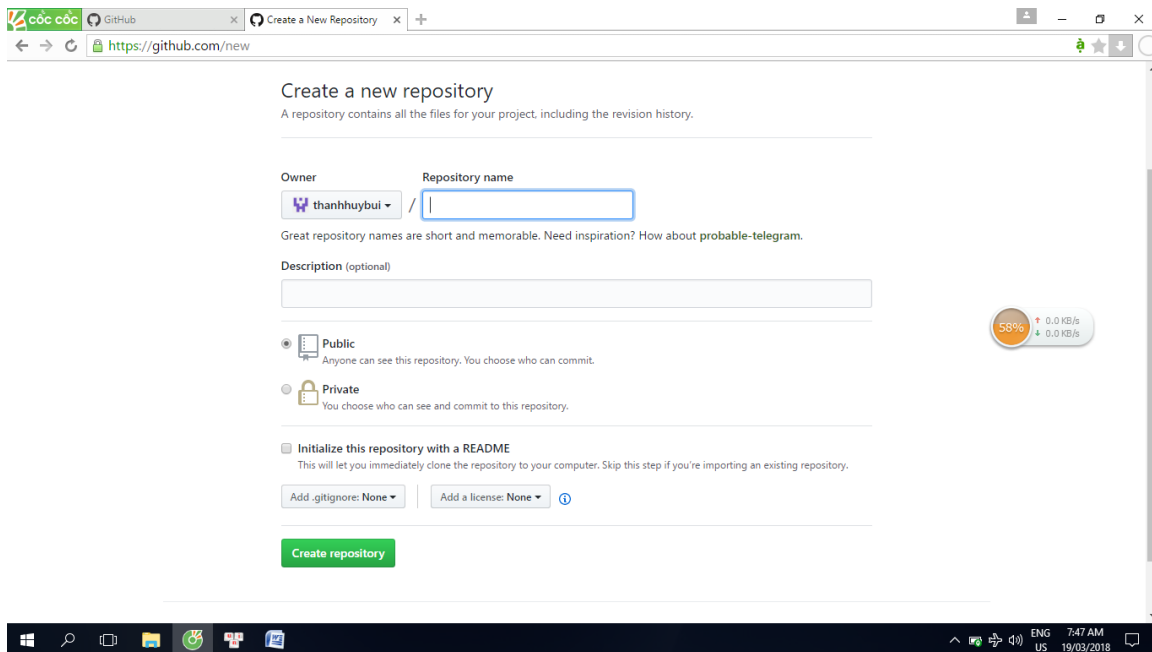 cốc cốc GitHub Create a New Repository
https://github.com/new
Create a new repository
A repository contains all the files for your project, including the revision history.
Owner Repository name
thanhhuybui /
Great repository names are short and memorable. Need inspiration? How about probable-telegram.
Description (optional)
58% 0.0 KB/s
0.0 KB/s
Public
Anyone can see this repository. You choose who can commit.
Private
You choose who can see and commit to this repository.
Initialize this repository with a README
This will let you immediately clone the repository to your computer. Skip this step if you're importing an existing repository.
Add .gitignore: None Add a license: None
Create repository
ENG 7:47 AM
US 19/03/2018